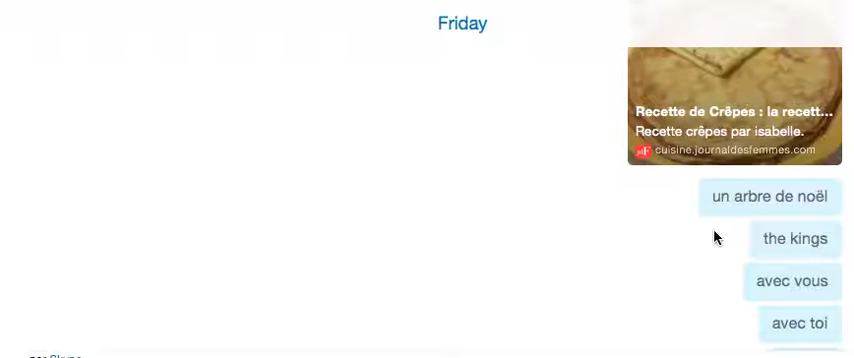 Friday
Recette de Crêpes : la recett...
Recette crêpes par isabelle.
cuisine.journaldesfemmes.com
un arbre de noël
the kings
avec vous
avec toi